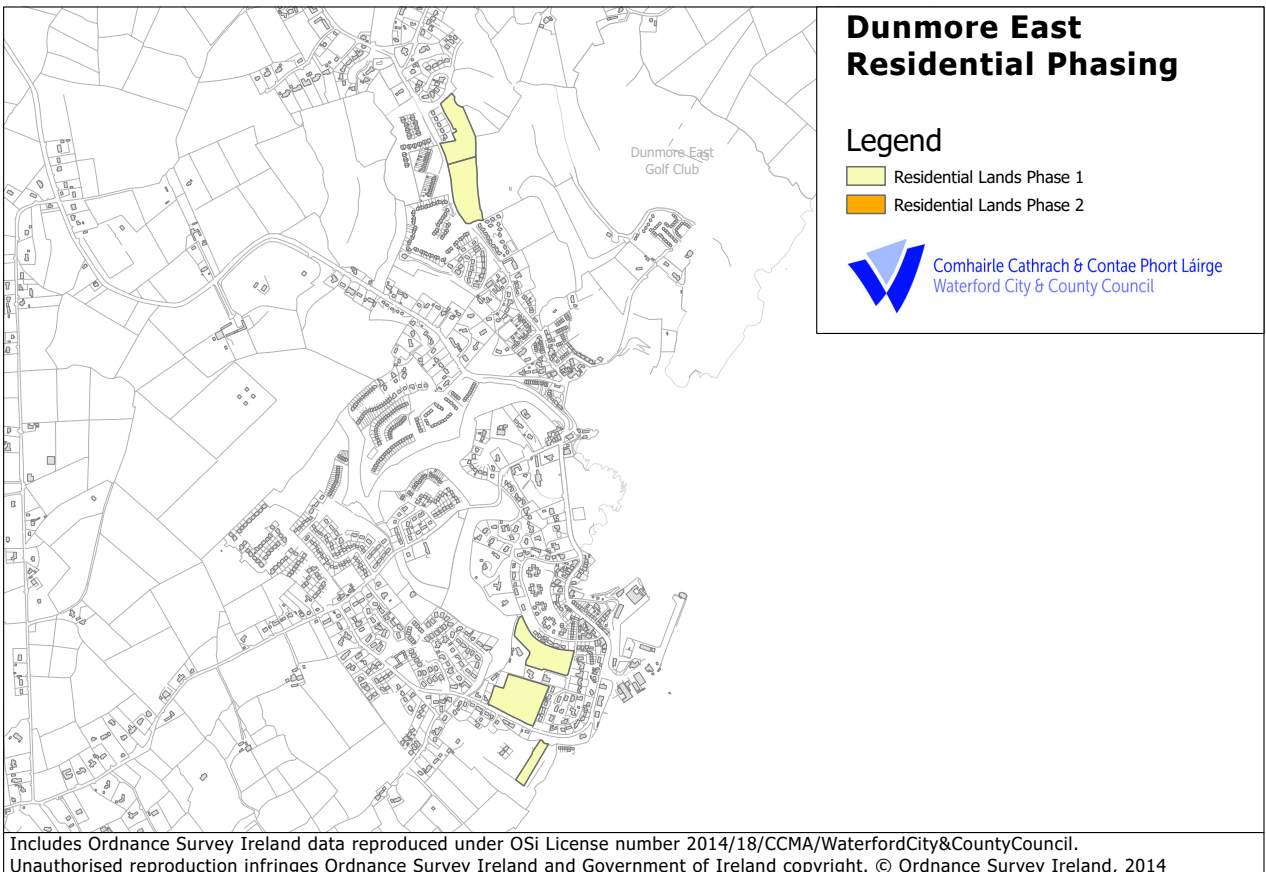 Dunmore East
Residential Phasing
Legend
Residential Lands Phase 1
Residential Lands Phase 2
Comhairle Cathrach & Contae Phort Láirge
Waterford City & County Council
Dunmore East
Golf Club
Includes Ordnance Survey Ireland data reproduced under OSi License number 2014/18/CCMA/WaterfordCity&CountyCouncil.
Unauthorised reproduction infringes Ordnance Survey Ireland and Government of Ireland copyright. © Ordnance Survey Ireland, 2014